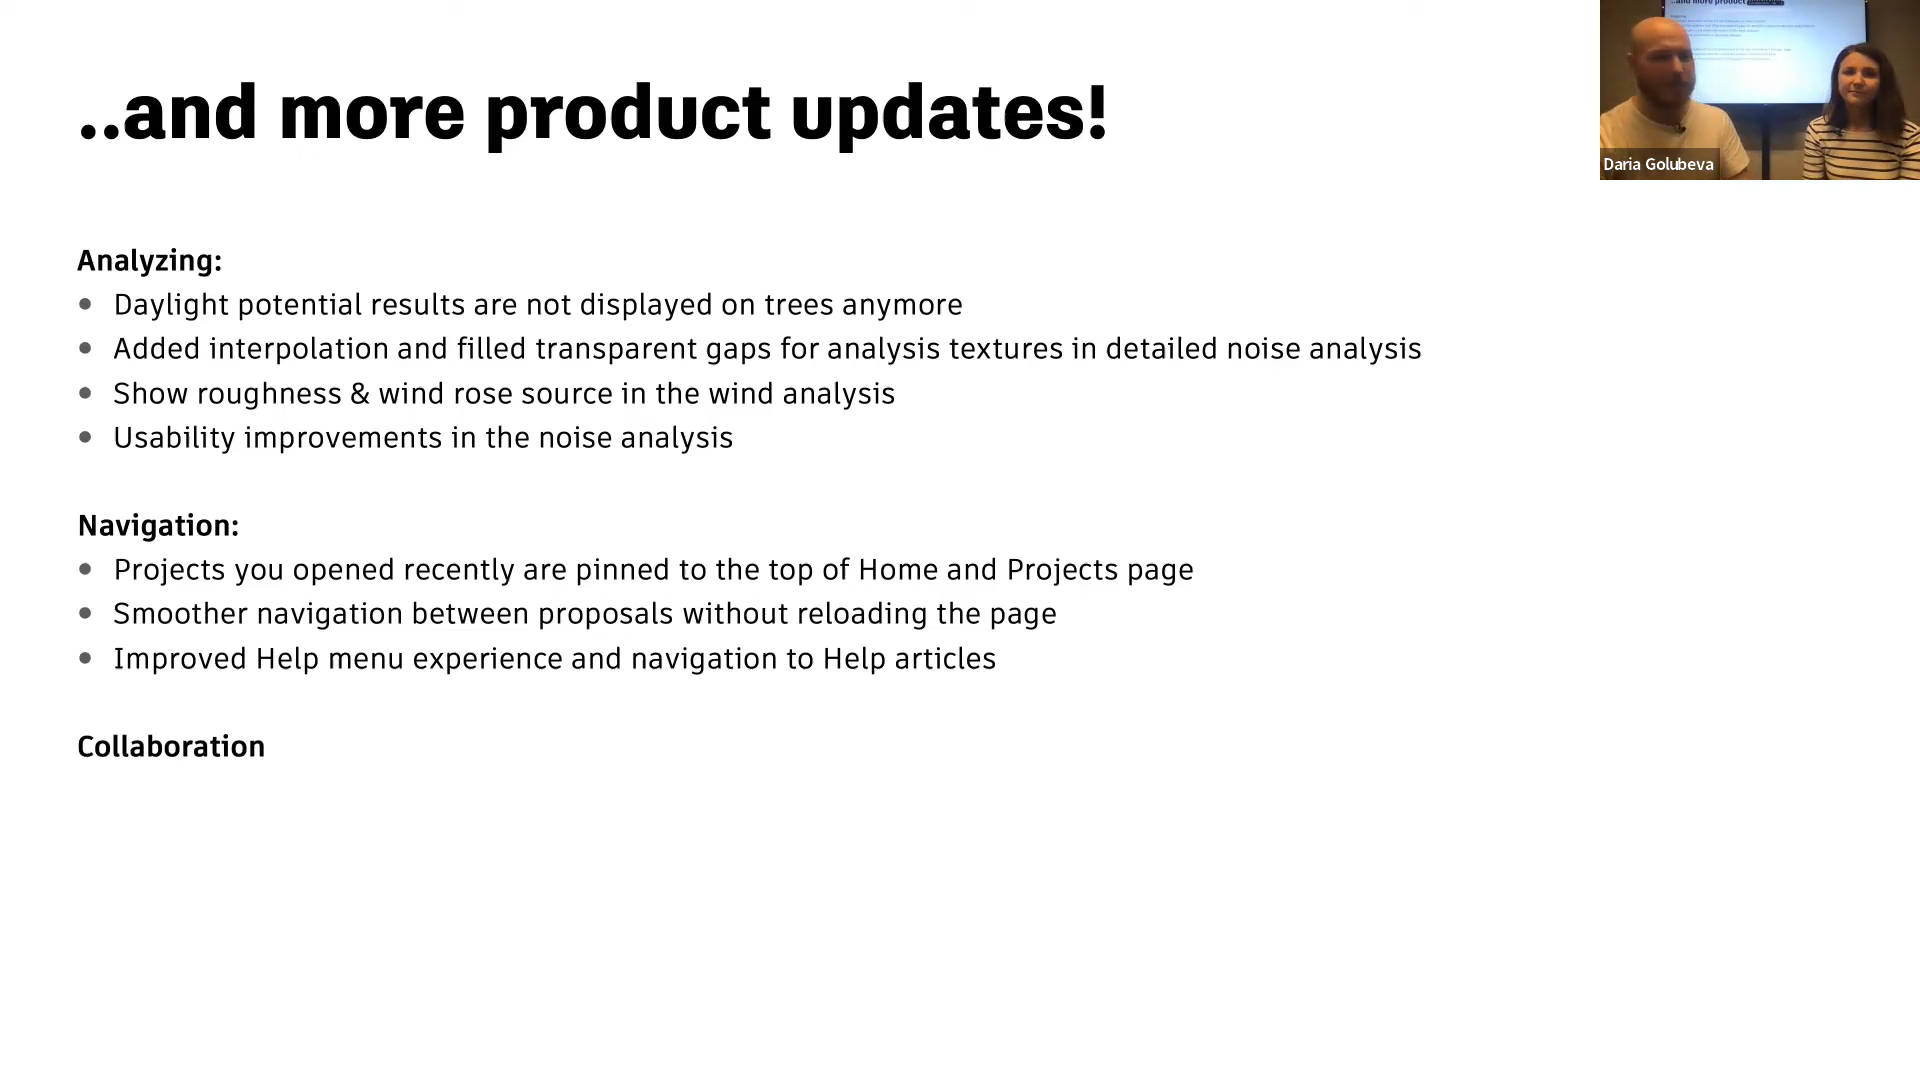 ..and more product updates!
Daria Golubeva
Analyzing:
Daylight potential results are not displayed on trees anymore
Added interpolation and filled transparent gaps for analysis textures in detailed noise analysis
Show roughness & wind rose source in the wind analysis
Usability improvements in the noise analysis
Navigation:
Projects you opened recently are pinned to the top of Home and Projects page
Smoother navigation between proposals without reloading the page
Improved Help menu experience and navigation to Help articles
Collaboration